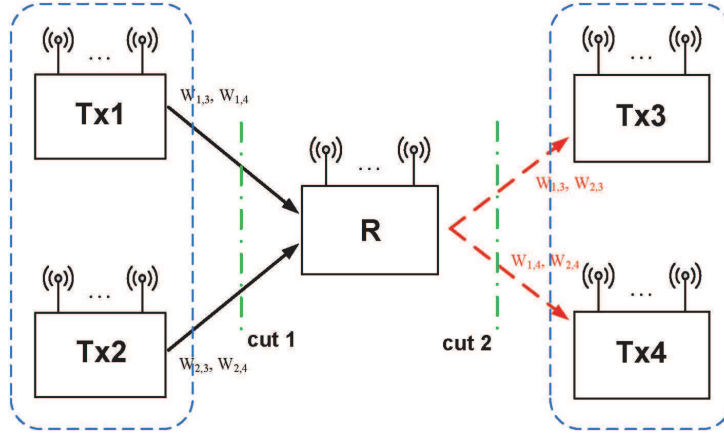 ... ...
Tx1 Tx3
W1,3, W1,4
...
R
W1,3, W2,3
W1,4, W2,4
... ...
Tx2 Tx4
cut 1 cut 2
W2,3, W2,4